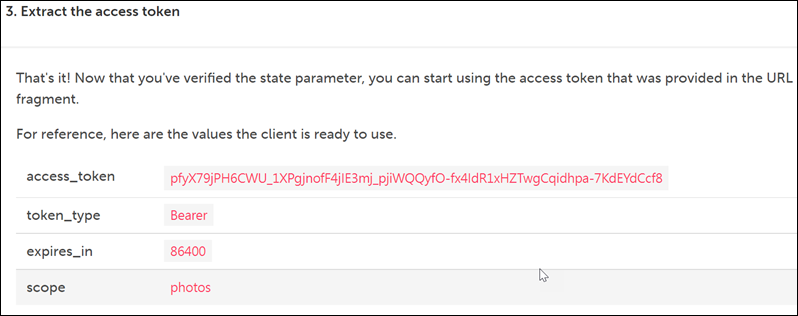 3. Extract the access token
That's it! Now that you've verified the state parameter, you can start using the access token that was provided in the URL
fragment.
For reference, here are the values the client is ready to use.
access_token pfyX79jPH6CWU_1XPgjnofF4jIE3mj_pjiWQQyfO-fx4IdR1xHZTwgCqidhpa-7KdEYdCcf8
token_type Bearer
expires_in 86400
scope photos